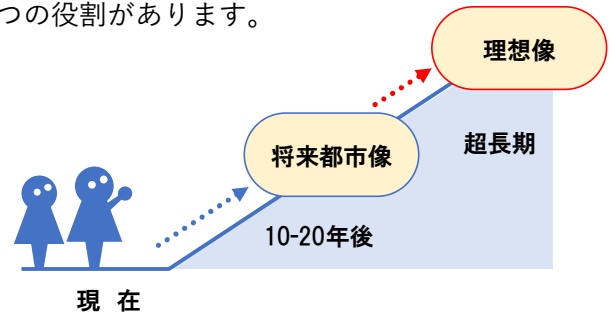 つの役割があります。
理想像
超長期
将来都市像
10-20年後
現 在